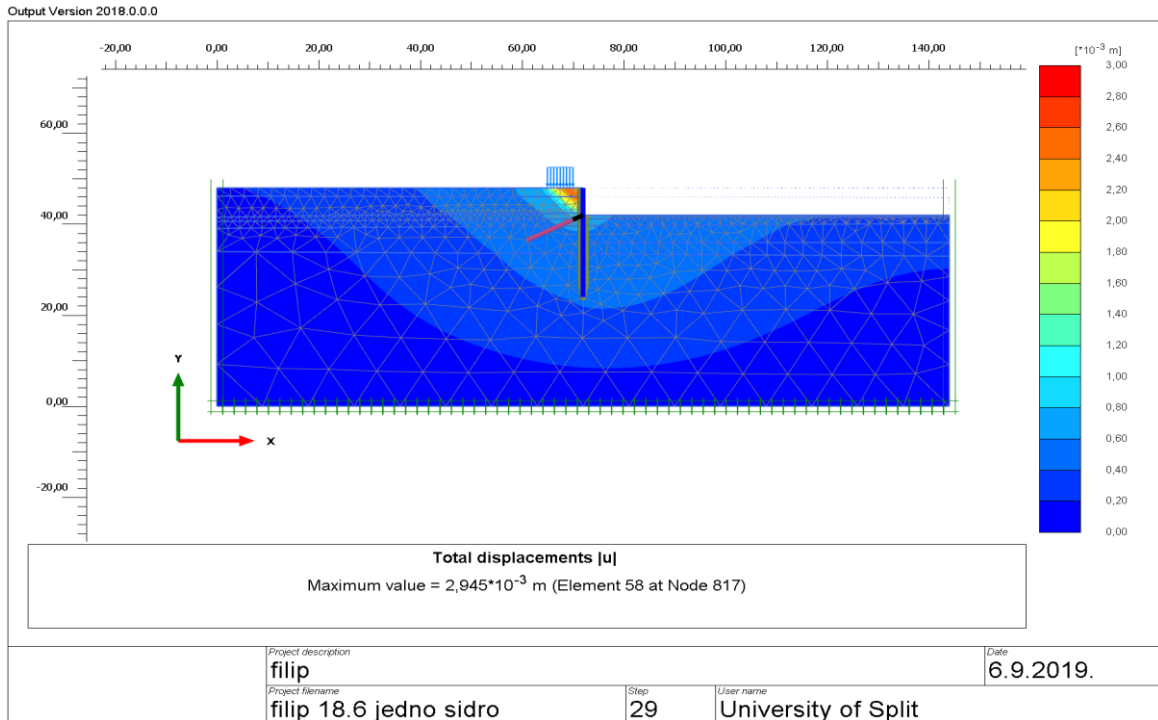 Output Version 2018.0.0.0
-20,00 0,00 20,00 40,00 60,00 80,00 100,00 120,00 140,00
[*10-3 m]
60,00
40,00
20,00
0,00
-20,00
Y
X
3,00
2,60
2,40
2,20
2,00
1,80
1,60
1,40
1,20
1,00
0,80
0,60
0,40
0,20
0,00
Total displacements |u|
Maximum value = 2,945*10-3 m (Element 58 at Node 817)
Project description
filip
Date
6.9.2019.
Project filename
filip 18.6 jedno sidro
Step
29
User name
University of Split